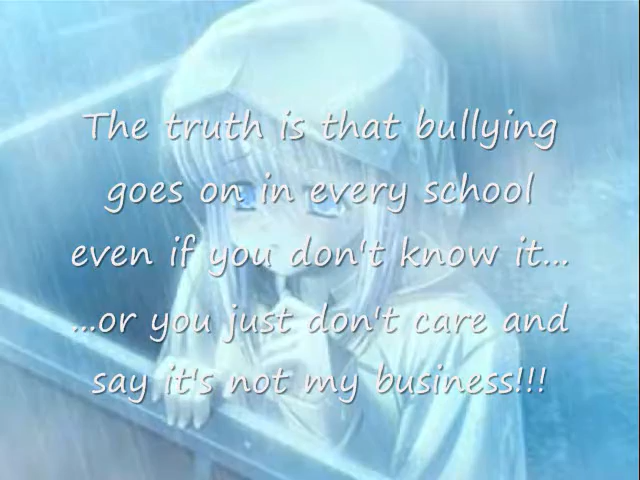 The truth is that bullying
goes on in every school
even if you don't know it...
...or you just don't care and
say it's not my business!!!